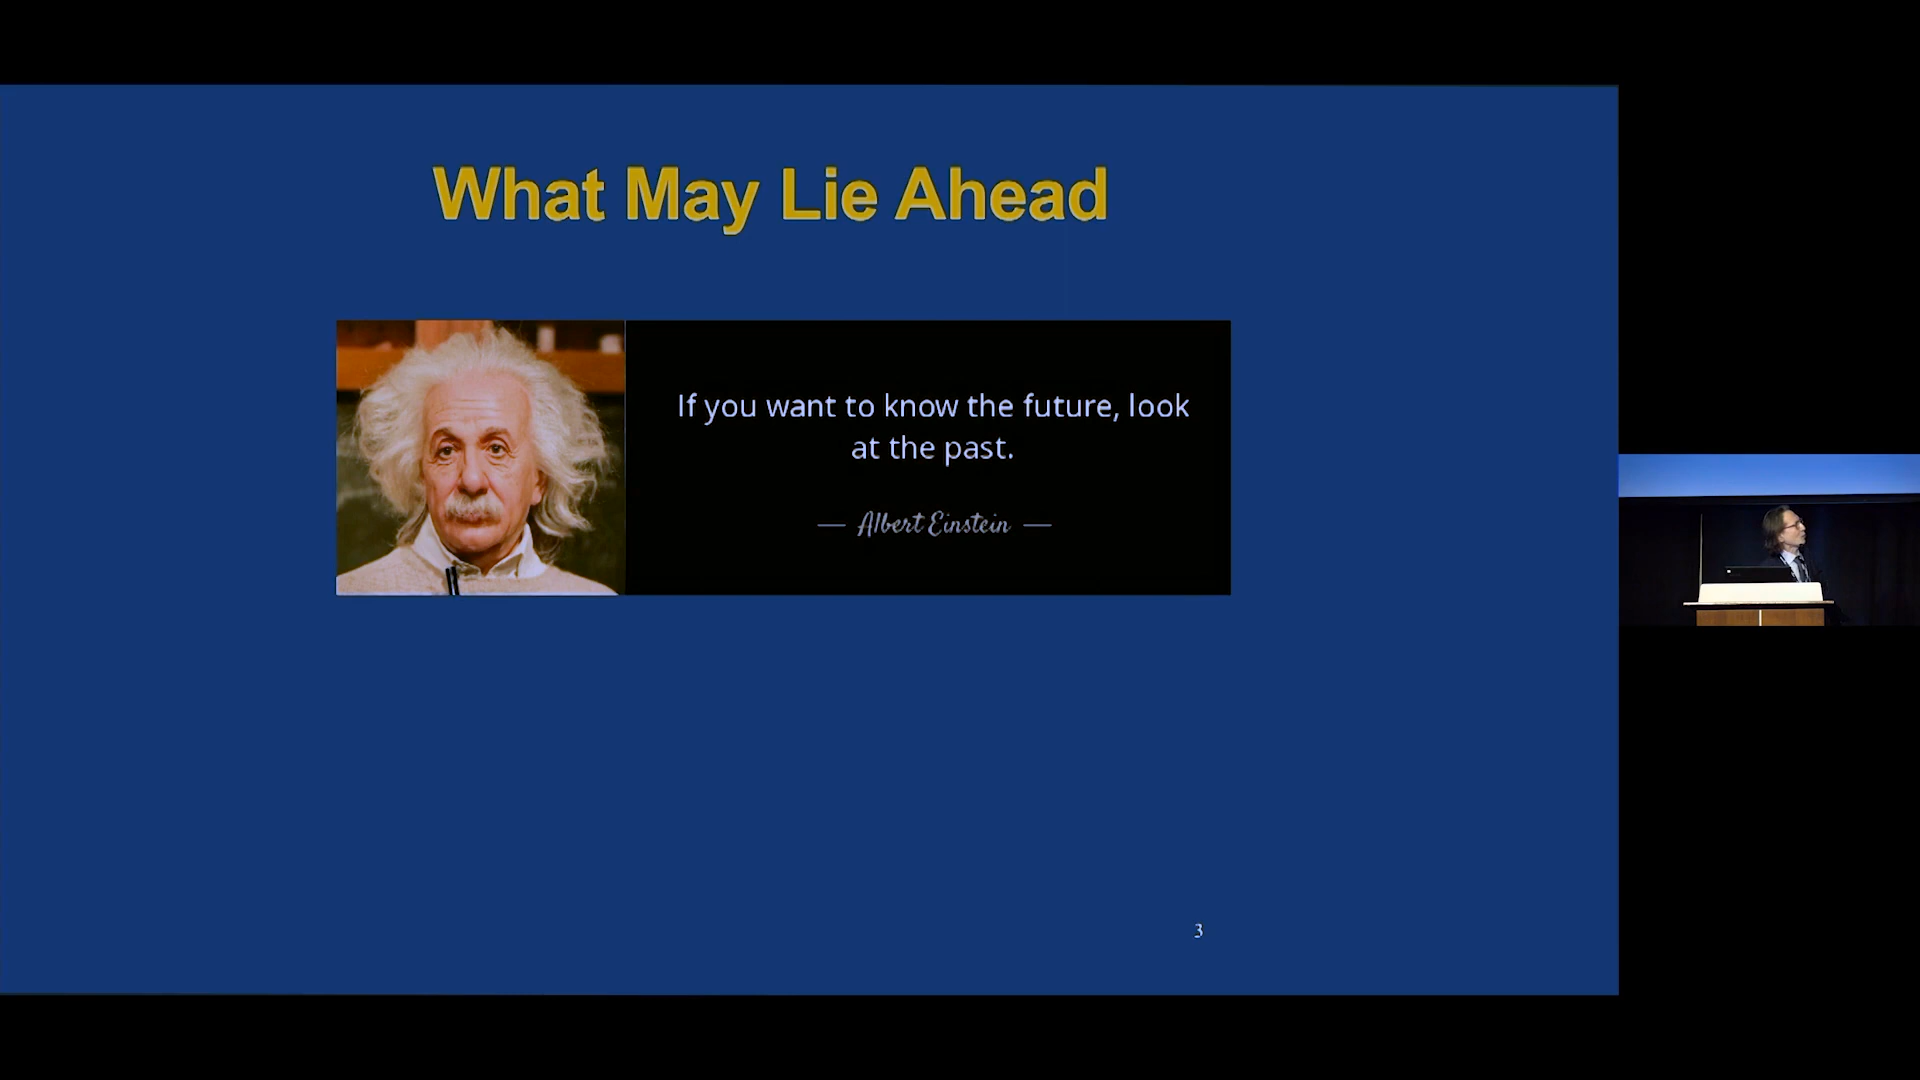 What May Lie Ahead
If you want to know the future, look
at the past.
— Albert Einstein —
3